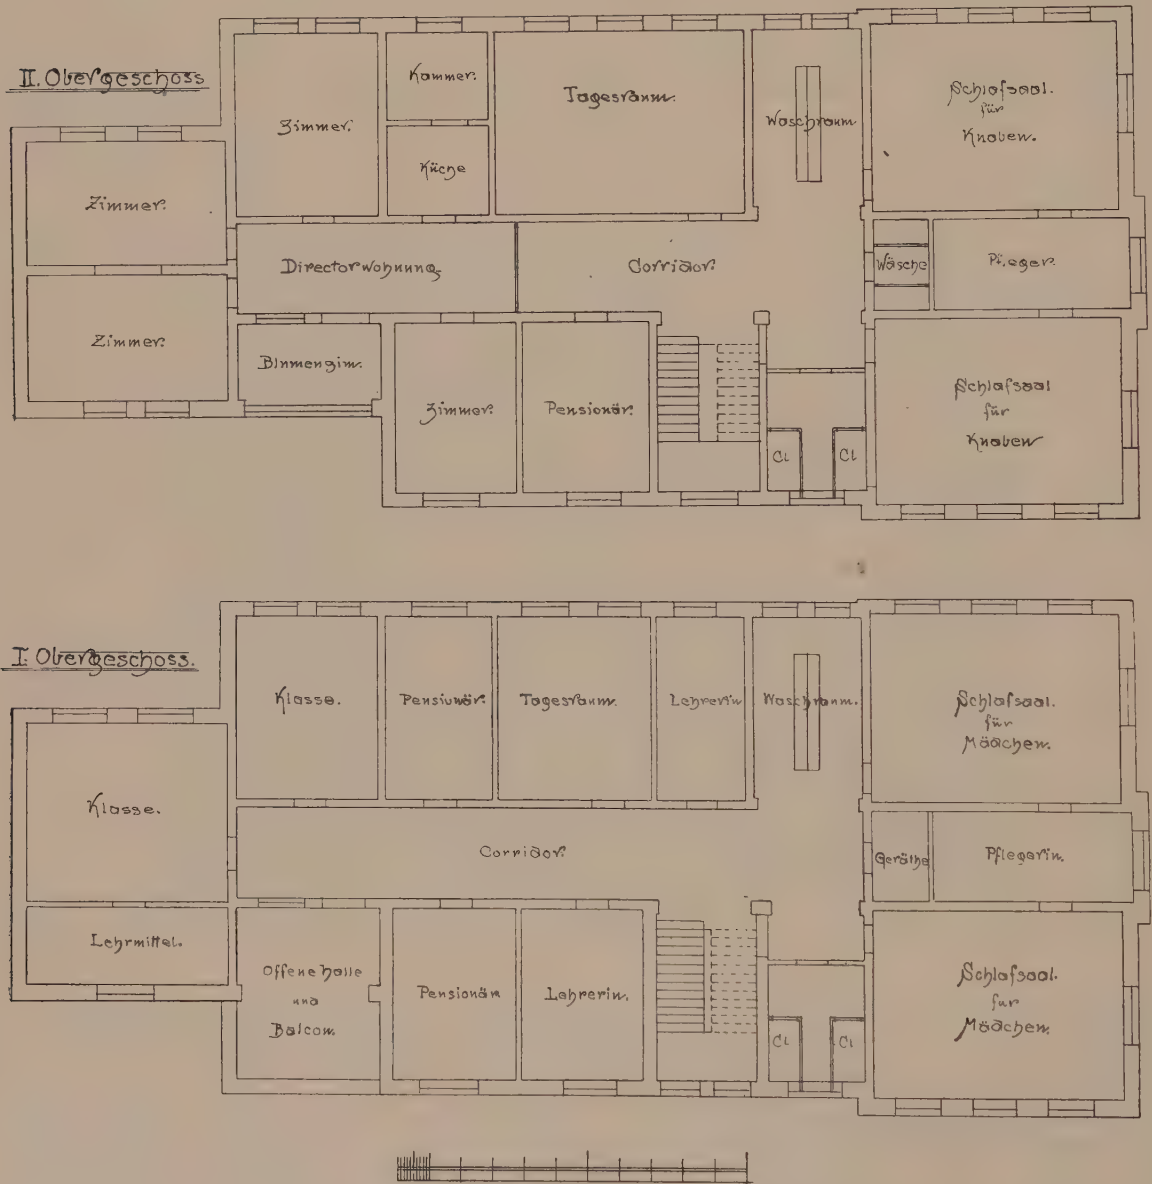 II. Obergeschoss
Zimmer.
Kammer.
Küche
Tagesraum.
Waschraum
Schlafsaal.
für
Knaben.
Zimmer.
Directorwohnung
Corridor.
Wäsche
Pfleger.
Zimmer.
Blumenzim.
Zimmer.
Pensionär.
Cl
Cl
Schlafsaal
für
Knaben
I. Obergeschoss.
Klasse.
Pensionär.
Tagesraum.
Lehrerin
Waschraum.
Schlafsaal.
für
Mädchen.
Klasse.
Corridor.
Geräthe
Pflegerin.
Lehrmittel.
Offene Halle
und
Balcon.
Pensionär
Lehrerin.
Cl
Cl
Schlafsaal.
für
Mädchen.